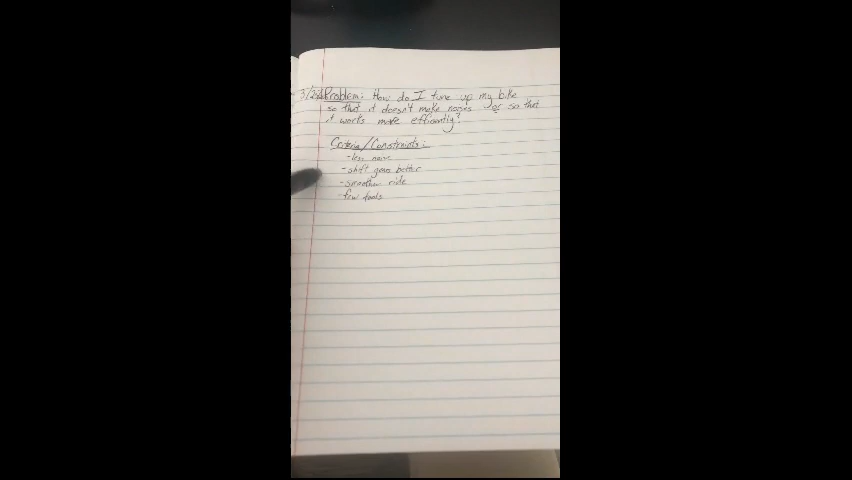 Problem: How do I tune up my bike
so that it doesn't make noises or so that
it works more efficiently?
Criteria/Constraints:
-less noise
-shift gears better
-smoother ride
-few tools